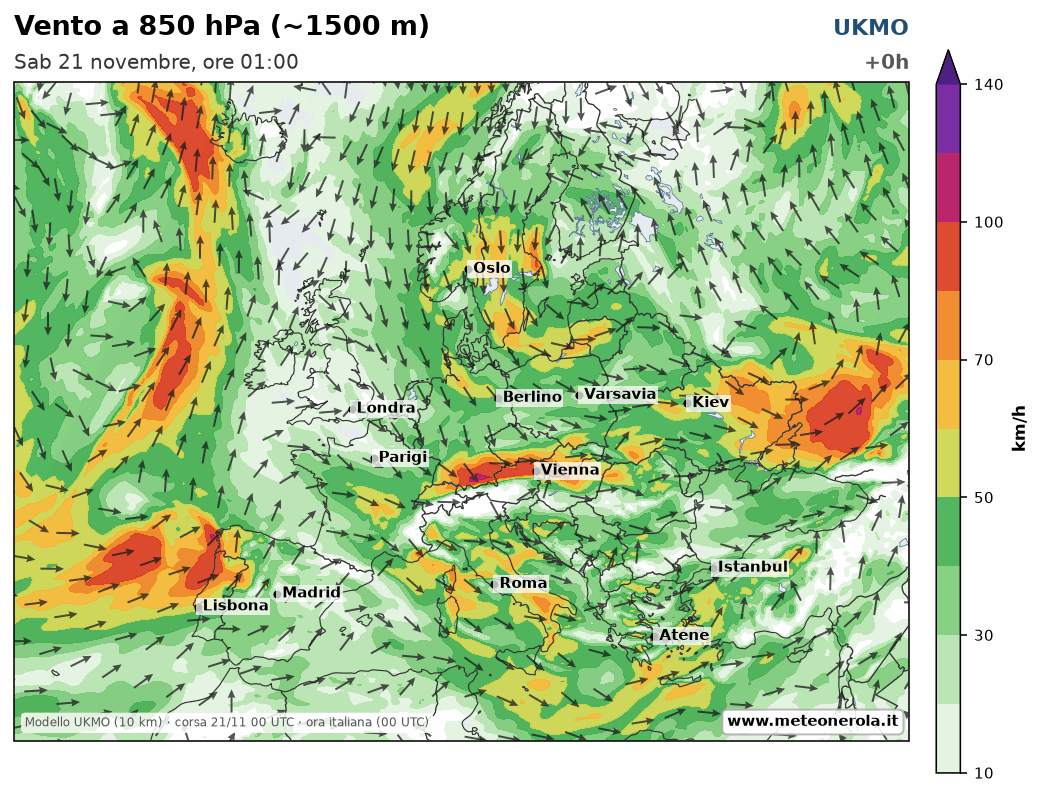 Vento a 850 hPa (~1500 m)
UKMO
Sab 21 novembre, ore 01:00
+0h
140
100
70
50
30
10
km/h
Oslo
Berlino
Varsavia
Kiev
Londra
Parigi
Vienna
Istanbul
Roma
Madrid
Lisbona
Atene
Modello UKMO (10 km) · corsa 21/11 00 UTC · ora italiana (00 UTC)
www.meteonerola.it